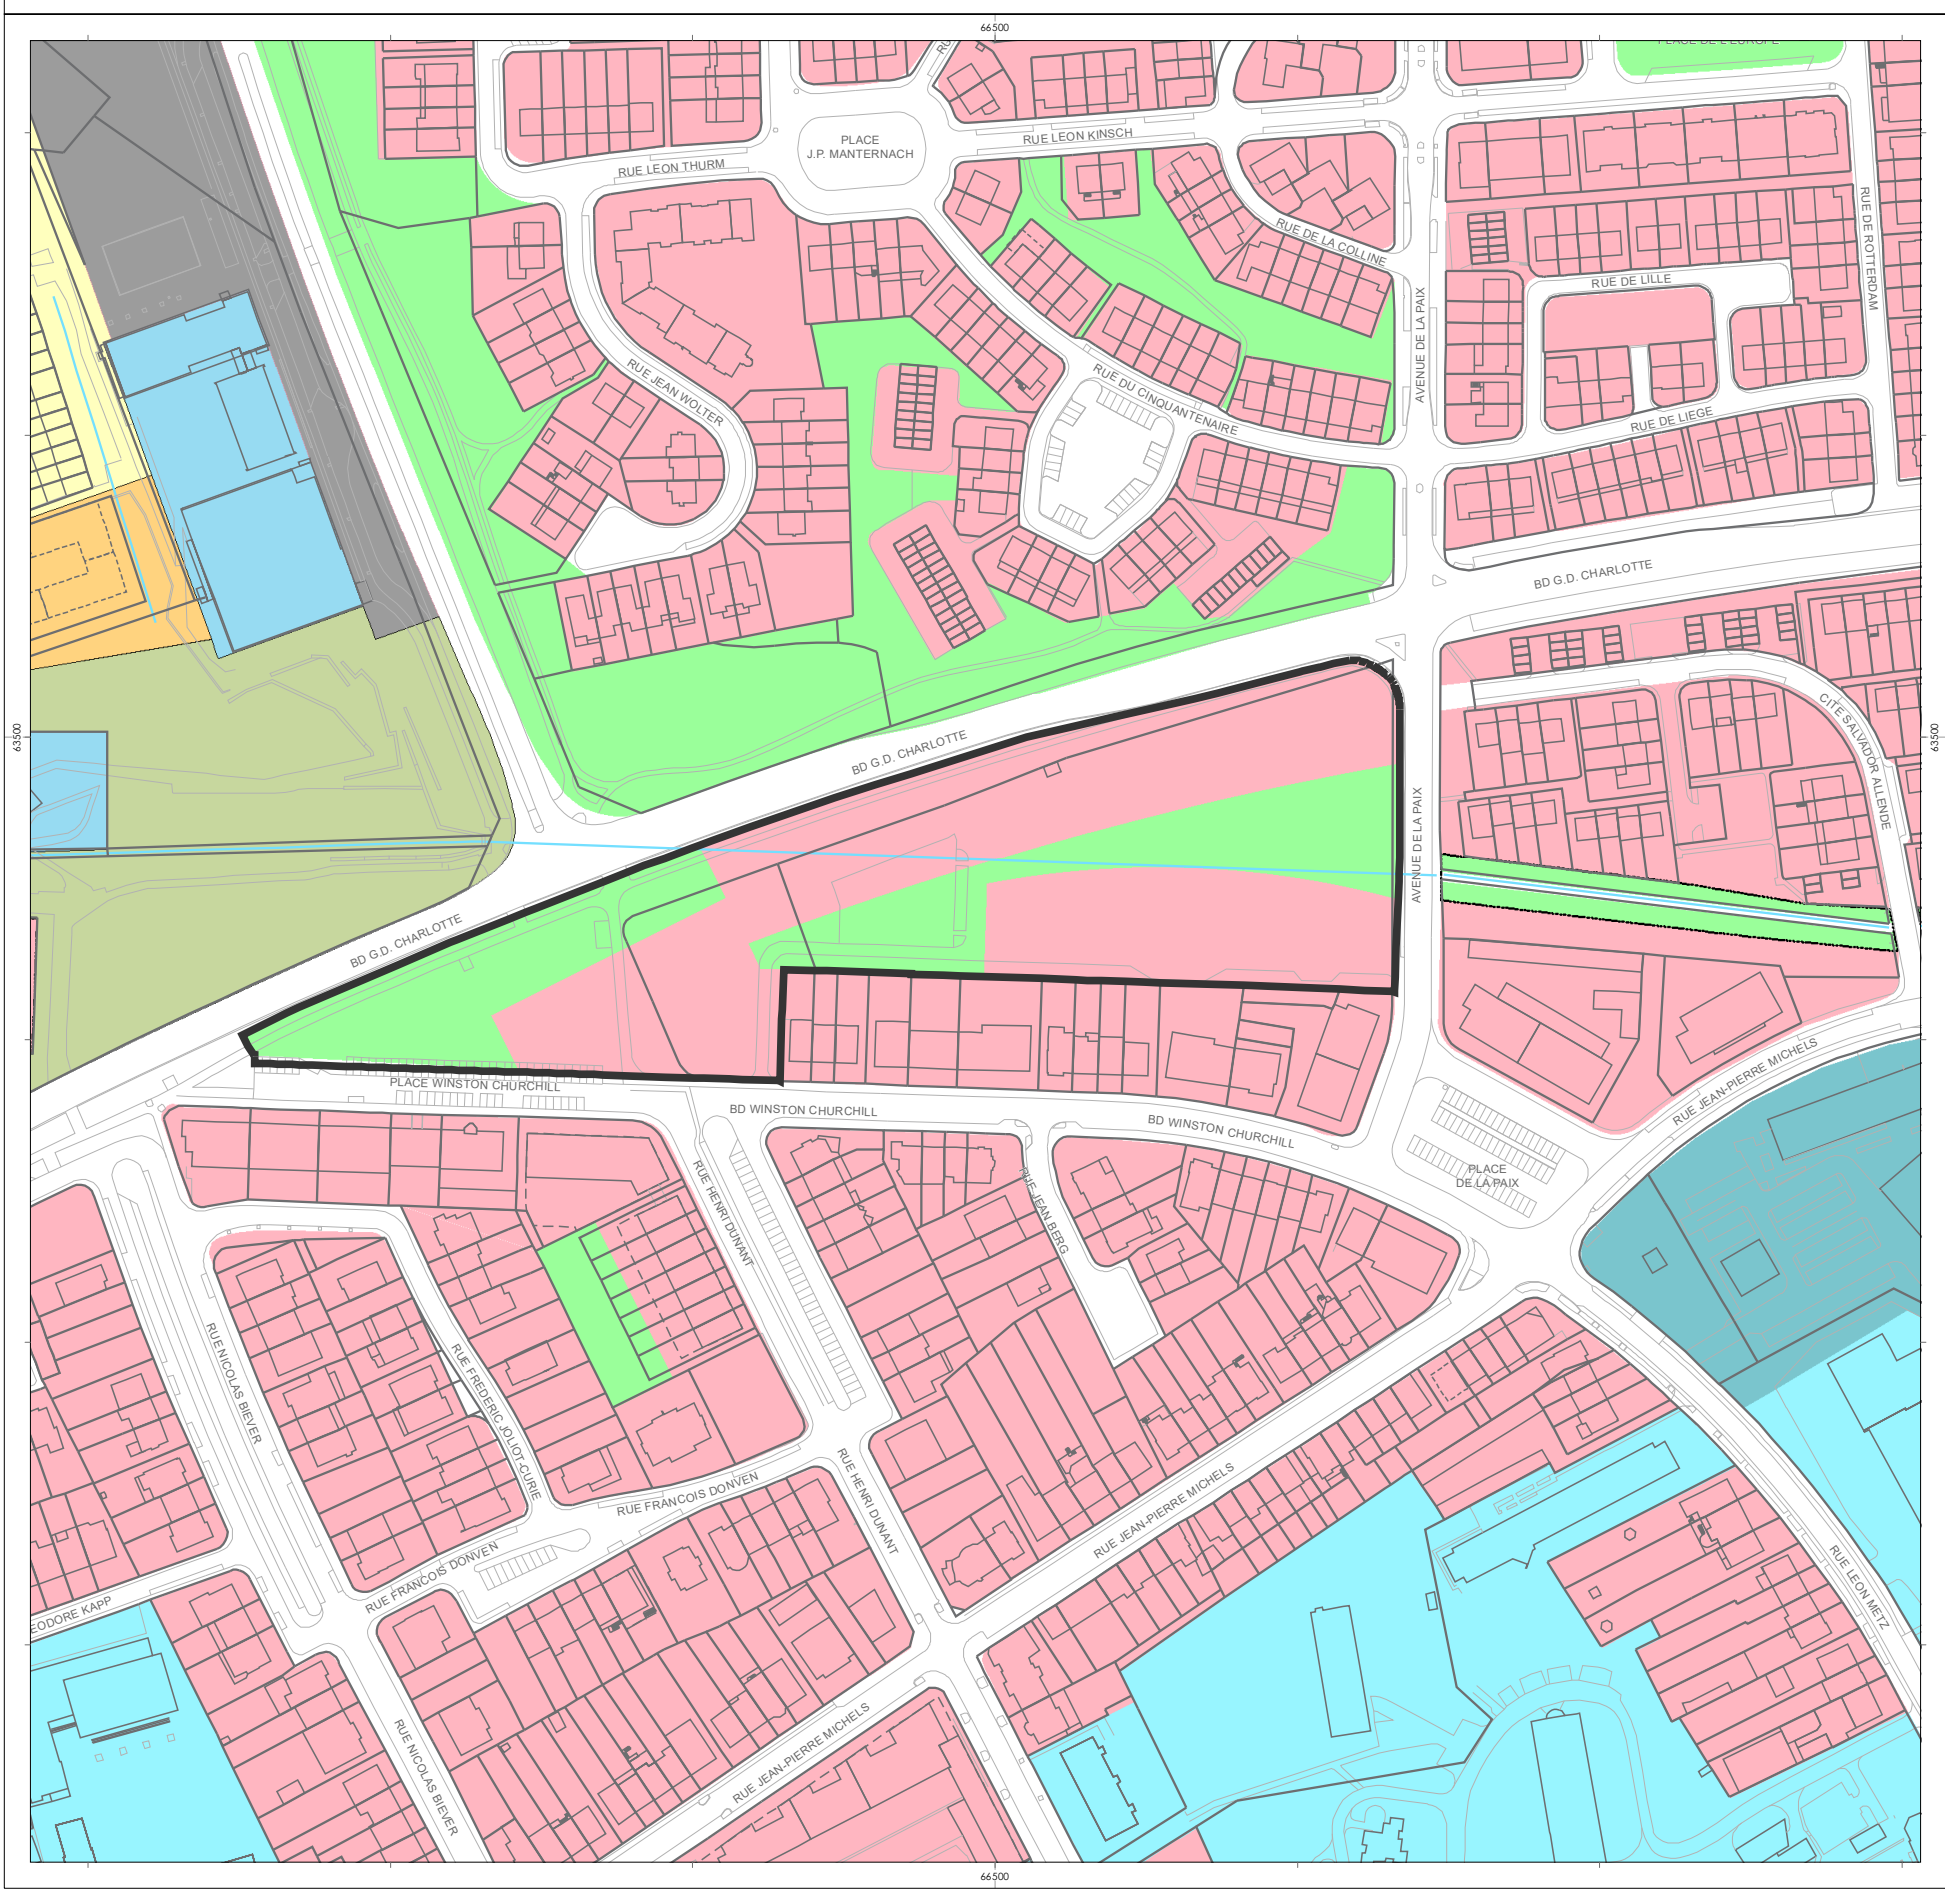 66500
PLACE DE L'EUROPE
PLACE
J.P. MANTERNACH
RUE LEON KINSCH
RUE LEON THURM
RUE DE LA COLLINE
RUE DE ROTTERDAM
RUE DE LILLE
AVENUE DE LA PAIX
RUE JEAN WOLTER
RUE DU CINQUANTENAIRE
RUE DE LIEGE
BD G.D. CHARLOTTE
CITE SALVADOR ALLENDE
63500
63500
BD G.D. CHARLOTTE
AVENUE DE LA PAIX
BD G.D. CHARLOTTE
PLACE WINSTON CHURCHILL
BD WINSTON CHURCHILL
BD WINSTON CHURCHILL
RUE JEAN-PIERRE MICHELS
PLACE
DE LA PAIX
RUE HENRI DUNANT
RUE JEAN BERG
RUE NICOLAS BIEVER
RUE FREDERIC JOLIOT-CURIE
RUE FRANCOIS DONVEN
RUE HENRI DUNANT
RUE JEAN-PIERRE MICHELS
RUE FRANCOIS DONVEN
RUE LEON METZ
EODORE KAPP
RUE NICOLAS BIEVER
RUE JEAN-PIERRE MICHELS
66500